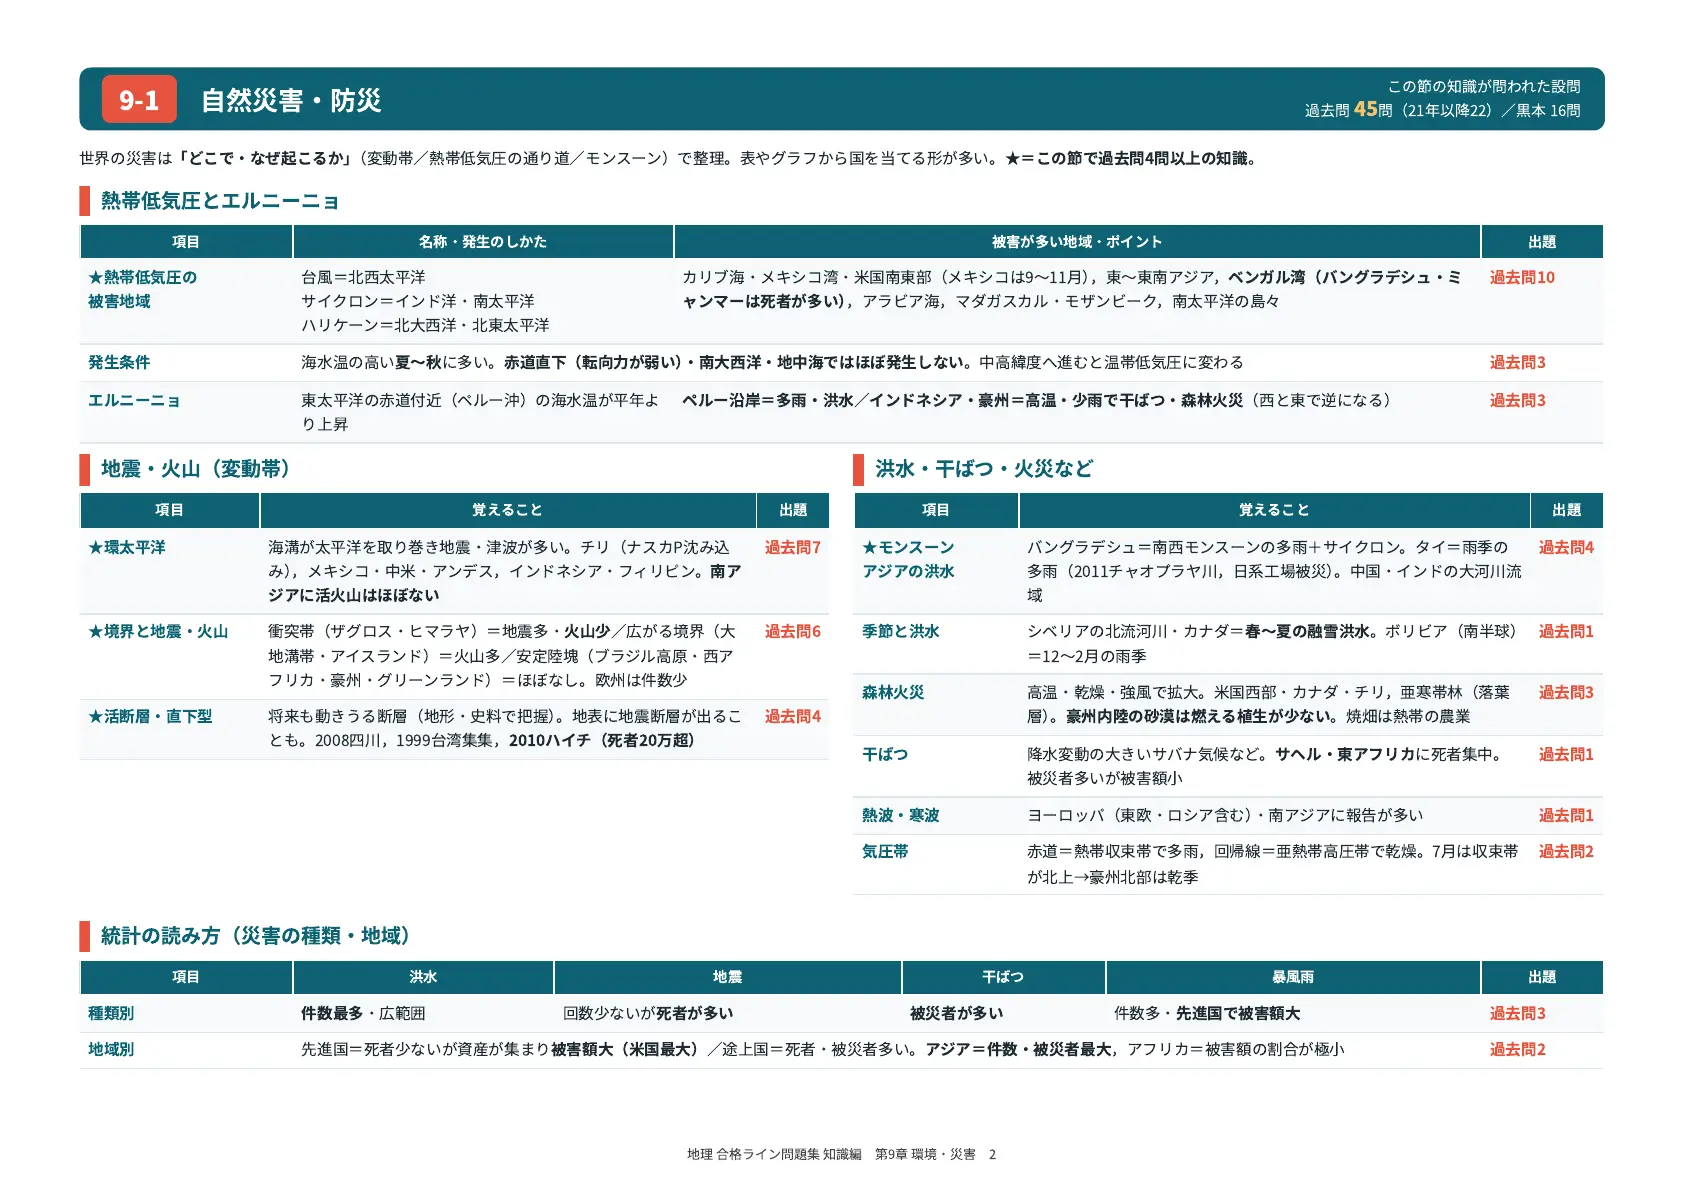 9-1 自然災害・防災
この節の知識が問われた設問
過去問 45問（21年以降22）／黒本 16問
世界の災害は「どこで・なぜ起こるか」（変動帯／熱帯低気圧の通り道／モンスーン）で整理。表やグラフから国を当てる形が多い。★＝この節で過去問4問以上の知識。
熱帯低気圧とエルニーニョ
項目 名称・発生のしかた 被害が多い地域・ポイント 出題
★熱帯低気圧の 台風＝北西太平洋 カリブ海・メキシコ湾・米国南東部（メキシコは9〜11月），東〜東南アジア，ベンガル湾（バングラデシュ・ミ 過去問10
被害地域 サイクロン＝インド洋・南太平洋 ャンマーは死者が多い），アラビア海，マダガスカル・モザンビーク，南太平洋の島々
ハリケーン＝北大西洋・北東太平洋
発生条件 海水温の高い夏〜秋に多い。赤道直下（転向力が弱い）・南大西洋・地中海ではほぼ発生しない。中高緯度へ進むと温帯低気圧に変わる 過去問3
エルニーニョ 東太平洋の赤道付近（ペルー沖）の海水温が平年よ ペルー沿岸＝多雨・洪水／インドネシア・豪州＝高温・少雨で干ばつ・森林火災（西と東で逆になる） 過去問3
り上昇
地震・火山（変動帯）
項目 覚えること 出題
★環太平洋 海溝が太平洋を取り巻き地震・津波が多い。チリ（ナスカP沈み込 過去問7
み），メキシコ・中米・アンデス，インドネシア・フィリピン。南ア
ジアに活火山はほぼない
★境界と地震・火山 衝突帯（ザグロス・ヒマラヤ）＝地震多・火山少／広がる境界（大 過去問6
地溝帯・アイスランド）＝火山多／安定陸塊（ブラジル高原・西ア
フリカ・豪州・グリーンランド）＝ほぼなし。欧州は件数少
★活断層・直下型 将来も動きうる断層（地形・史料で把握）。地表に地震断層が出るこ 過去問4
とも。2008四川，1999台湾集集，2010ハイチ（死者20万超）
洪水・干ばつ・火災など
項目 覚えること 出題
★モンスーン バングラデシュ＝南西モンスーンの多雨＋サイクロン。タイ＝雨季の 過去問4
アジアの洪水 多雨（2011チャオプラヤ川，日系工場被災）。中国・インドの大河川流
域
季節と洪水 シベリアの北流河川・カナダ＝春〜夏の融雪洪水。ボリビア（南半球） 過去問1
＝12〜2月の雨季
森林火災 高温・乾燥・強風で拡大。米国西部・カナダ・チリ，亜寒帯林（落葉 過去問3
層）。豪州内陸の砂漠は燃える植生が少ない。焼畑は熱帯の農業
干ばつ 降水変動の大きいサバナ気候など。サヘル・東アフリカに死者集中。 過去問1
被災者多いが被害額小
熱波・寒波 ヨーロッパ（東欧・ロシア含む）・南アジアに報告が多い 過去問1
気圧帯 赤道＝熱帯収束帯で多雨，回帰線＝亜熱帯高圧帯で乾燥。7月は収束帯 過去問2
が北上→豪州北部は乾季
統計の読み方（災害の種類・地域）
項目 洪水 地震 干ばつ 暴風雨 出題
種類別 件数最多・広範囲 回数少ないが死者が多い 被災者が多い 件数多・先進国で被害額大 過去問3
地域別 先進国＝死者少ないが資産が集まり被害額大（米国最大）／途上国＝死者・被災者多い。アジア＝件数・被災者最大，アフリカ＝被害額の割合が極小 過去問2
地理 合格ライン問題集 知識編 第9章 環境・災害 2